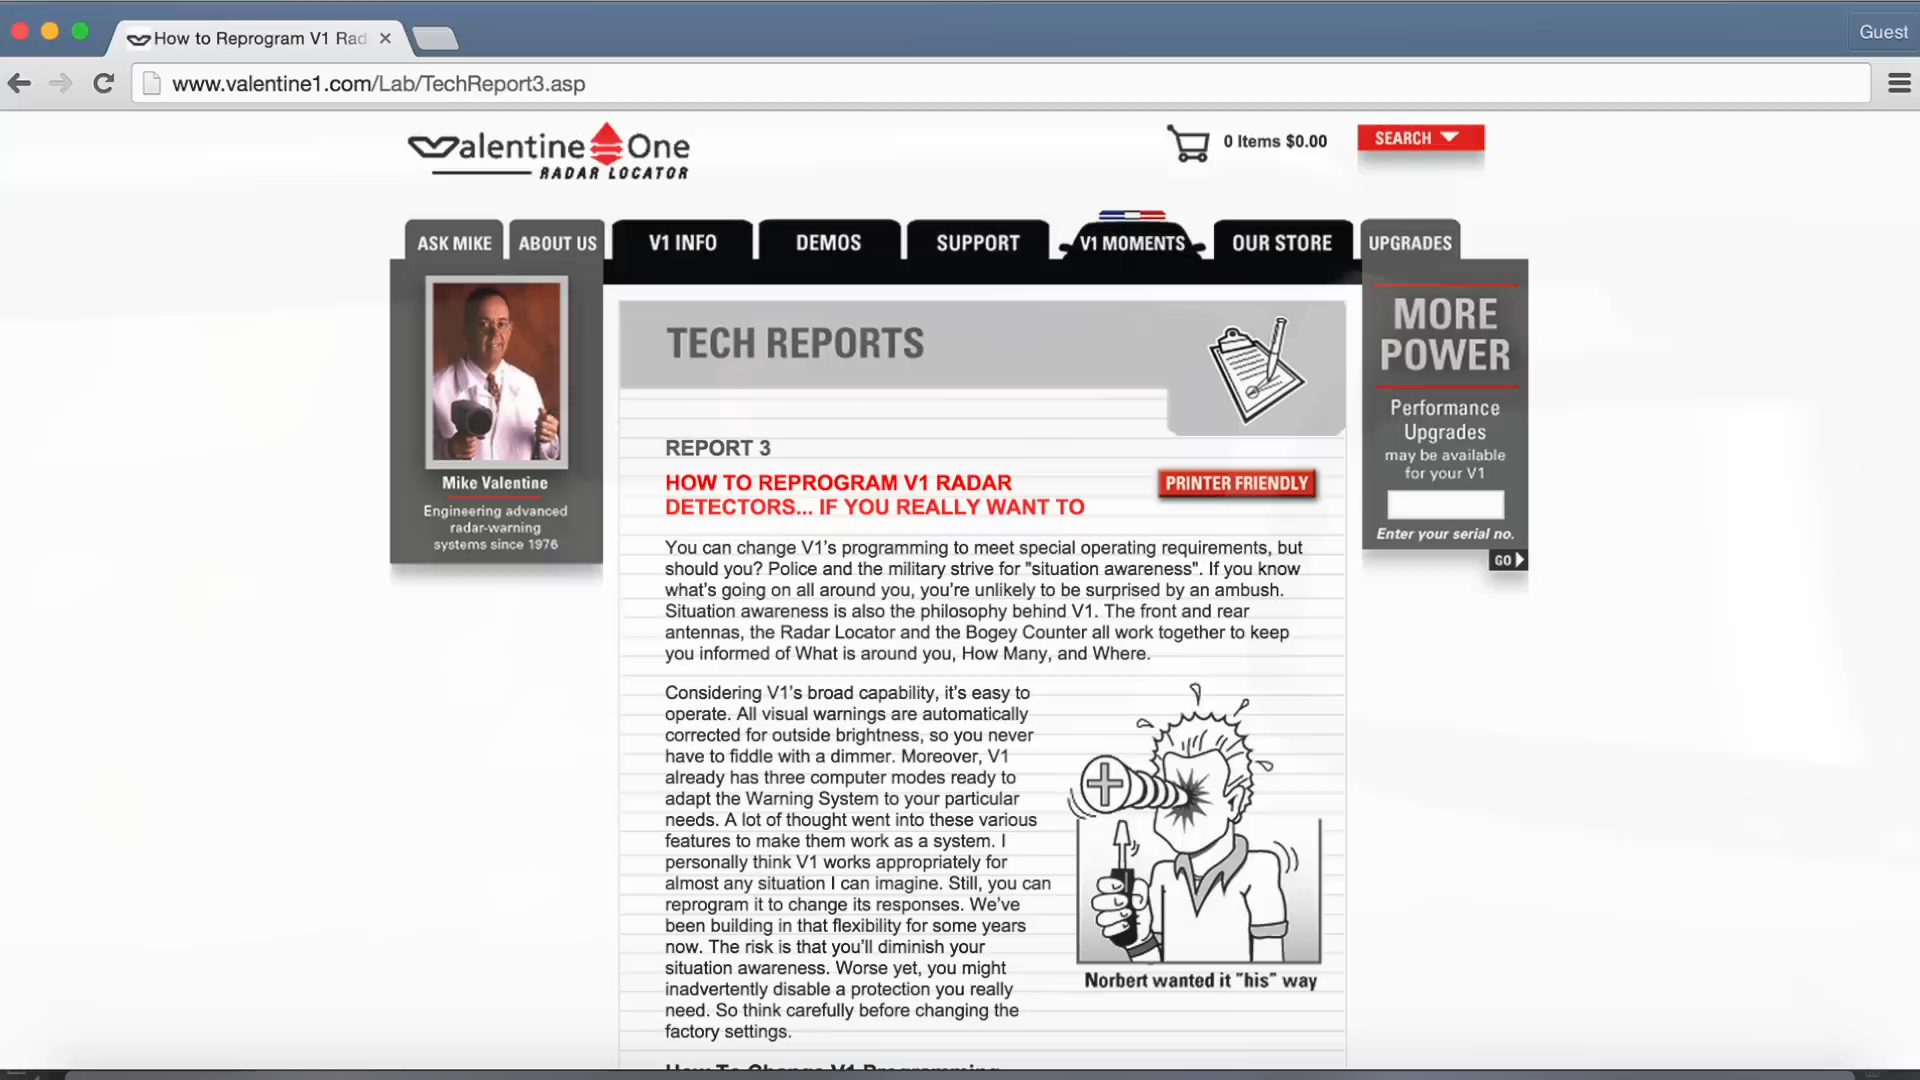 How to Reprogram V1 Rad
Guest
www.valentine1.com/Lab/TechReport3.asp
Valentine One
RADAR LOCATOR
0 Items $0.00
SEARCH
ASK MIKE
ABOUT US
V1 INFO
DEMOS
SUPPORT
V1 MOMENTS
OUR STORE
UPGRADES
Mike Valentine
Engineering advanced
radar-warning
systems since 1976
TECH REPORTS
REPORT 3
HOW TO REPROGRAM V1 RADAR
DETECTORS... IF YOU REALLY WANT TO
PRINTER FRIENDLY
You can change V1's programming to meet special operating requirements, but
should you? Police and the military strive for "situation awareness". If you know
what's going on all around you, you're unlikely to be surprised by an ambush.
Situation awareness is also the philosophy behind V1. The front and rear
antennas, the Radar Locator and the Bogey Counter all work together to keep
you informed of What is around you, How Many, and Where.
Considering V1's broad capability, it's easy to
operate. All visual warnings are automatically
corrected for outside brightness, so you never
have to fiddle with a dimmer. Moreover, V1
already has three computer modes ready to
adapt the Warning System to your particular
needs. A lot of thought went into these various
features to make them work as a system. I
personally think V1 works appropriately for
almost any situation I can imagine. Still, you can
reprogram it to change its responses. We've
been building in that flexibility for some years
now. The risk is that you'll diminish your
situation awareness. Worse yet, you might
inadvertently disable a protection you really
need. So think carefully before changing the
factory settings.
Norbert wanted it "his" way
How To Change V1 Programming
MORE
POWER
Performance
Upgrades
may be available
for your V1
Enter your serial no.
GO